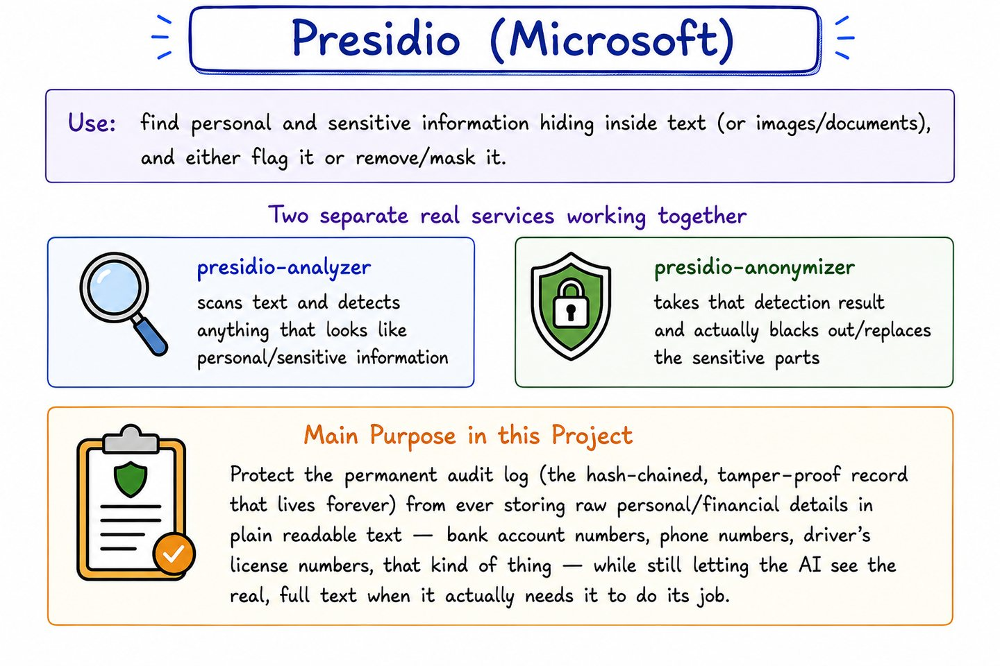 Presidio (Microsoft)
Use: find personal and sensitive information hiding inside text (or images/documents),
and either flag it or remove/mask it.
Two separate real services working together
presidio-analyzer
scans text and detects
anything that looks like
personal/sensitive information
presidio-anonymizer
takes that detection result
and actually blacks out/replaces
the sensitive parts
Main Purpose in this Project
Protect the permanent audit log (the hash-chained, tamper-proof record
that lives forever) from ever storing raw personal/financial details in
plain readable text — bank account numbers, phone numbers, driver's
license numbers, that kind of thing — while still letting the AI see the
real, full text when it actually needs it to do its job.